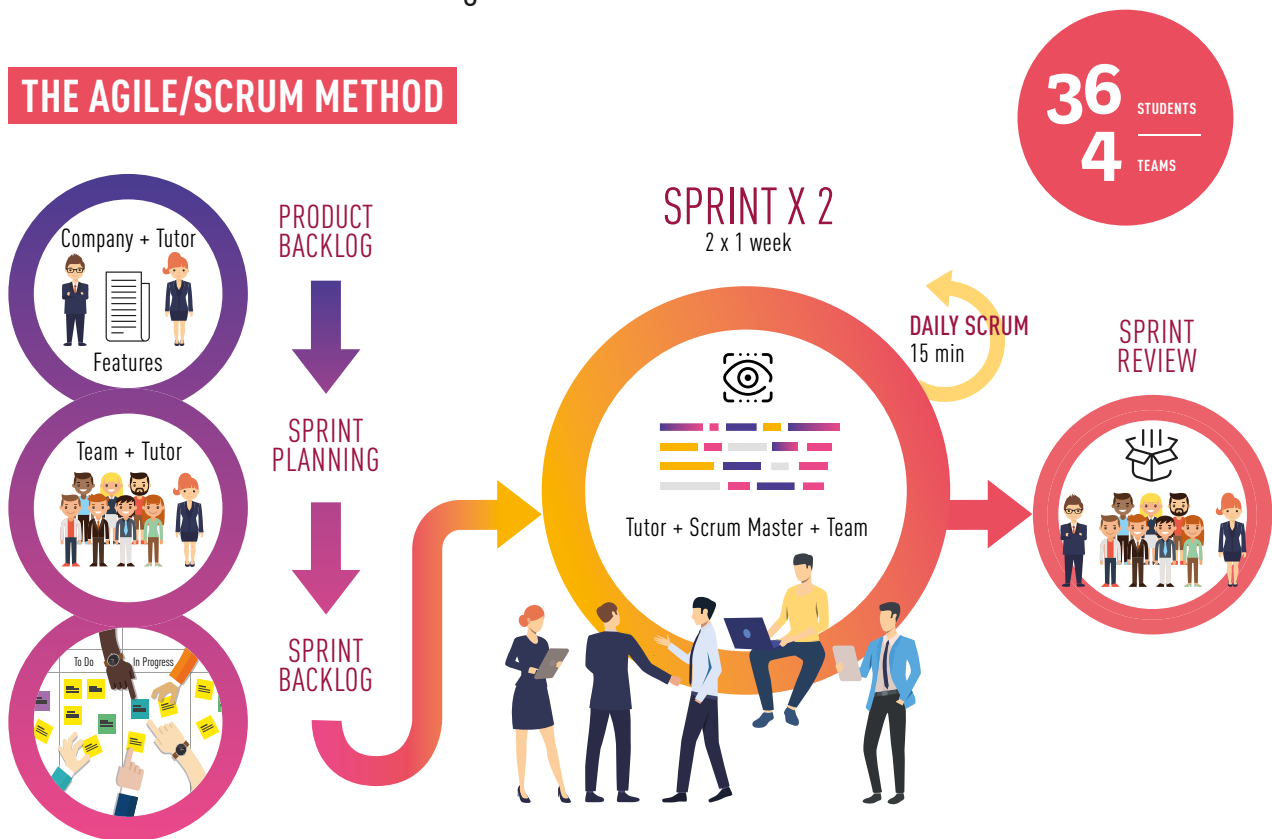 THE AGILE/SCRUM METHOD
36 STUDENTS
4 TEAMS
Company + Tutor
Features
PRODUCT
BACKLOG
Team + Tutor
SPRINT
PLANNING
To Do
In Progress
SPRINT
BACKLOG
SPRINT X 2
2 x 1 week
DAILY SCRUM
15 min
Tutor + Scrum Master + Team
SPRINT
REVIEW